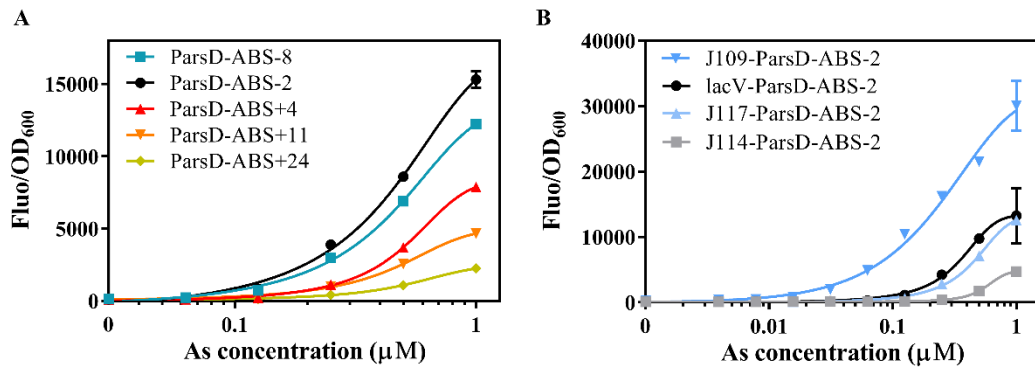 A
Fluo/OD600
15000
10000
5000
0
ParsD-ABS-8
ParsD-ABS-2
ParsD-ABS+4
ParsD-ABS+11
ParsD-ABS+24
0
0.1
1
As concentration (μM)
B
Fluo/OD600
40000
30000
20000
10000
0
J109-ParsD-ABS-2
lacV-ParsD-ABS-2
J117-ParsD-ABS-2
J114-ParsD-ABS-2
0
0.01
0.1
1
As concentration (μM)